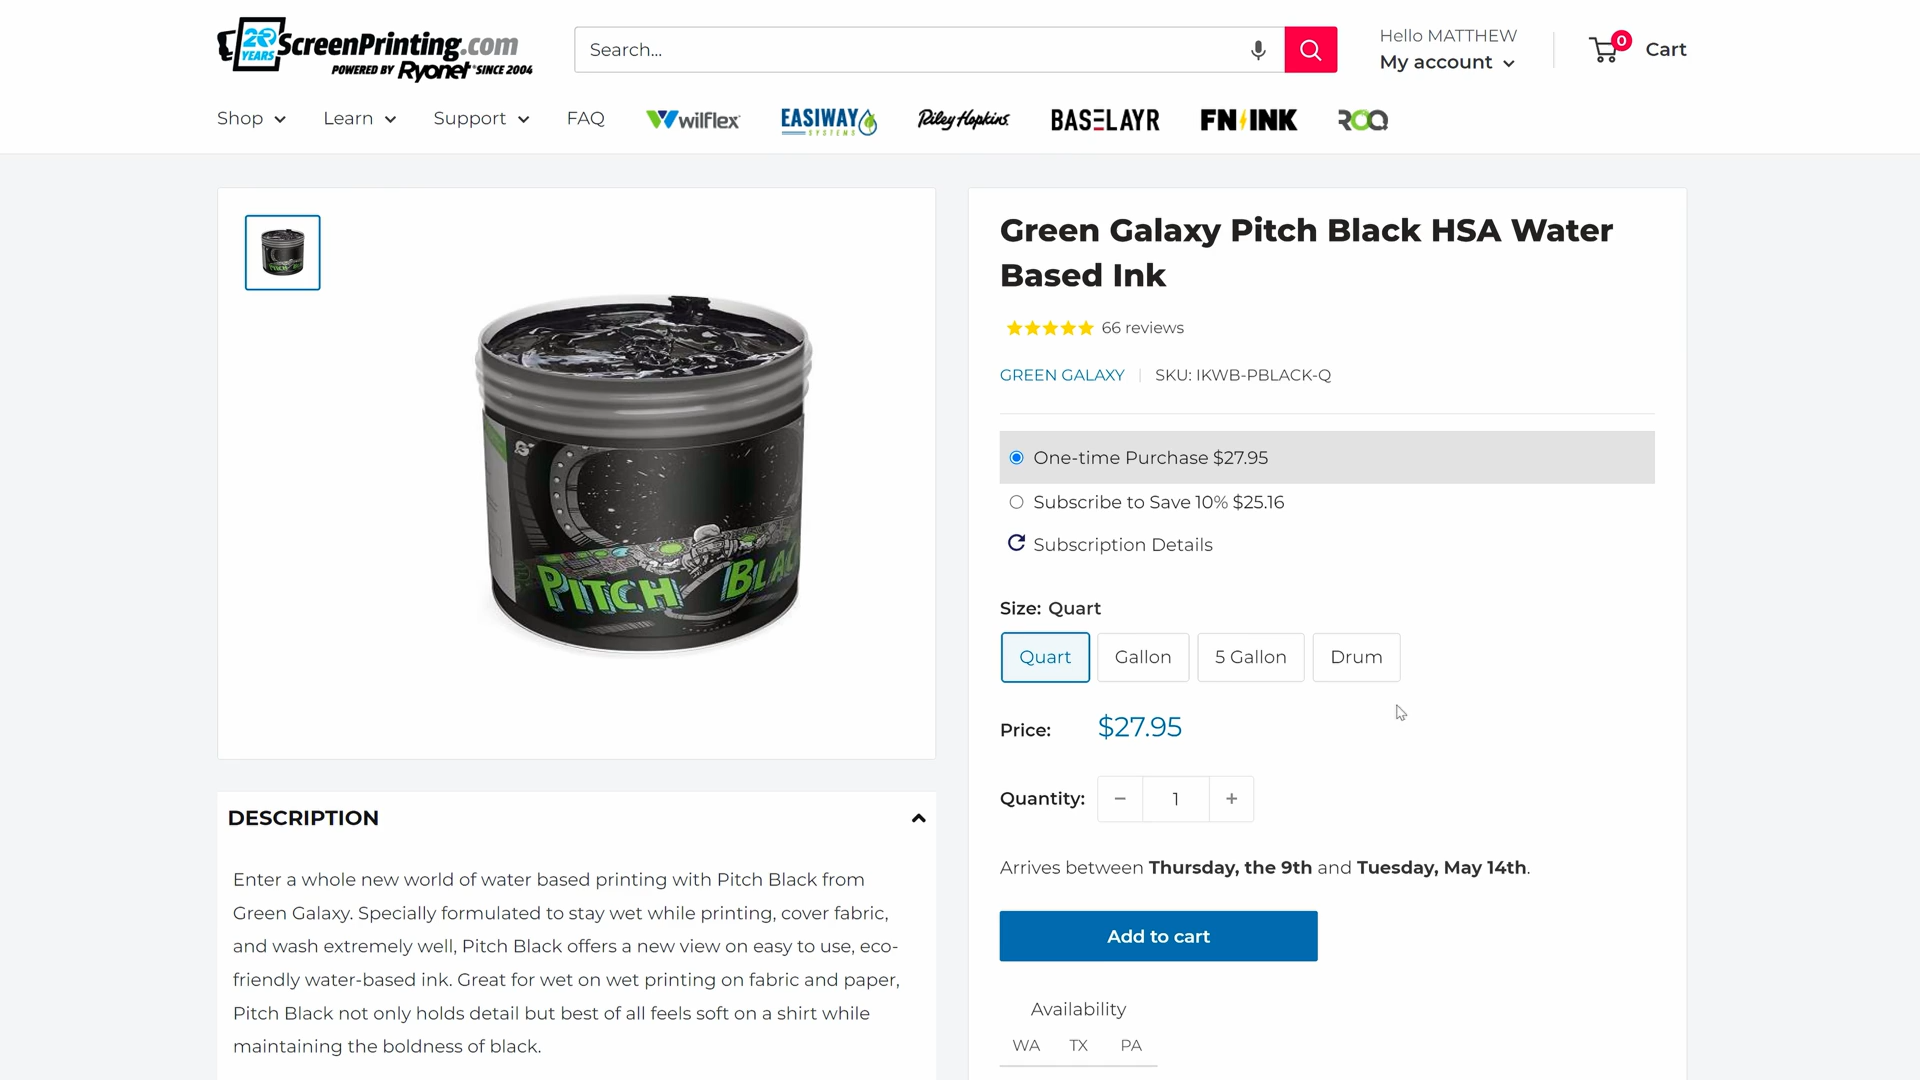 20 YEARS ScreenPrinting.com
POWERED BY Ryonet SINCE 2004
Search...
Hello MATTHEW
My account
0 Cart
Shop Learn Support FAQ wilflex EASIWAY SYSTEMS Riley Hopkins BASELAYR FN INK ROQ
PITCH BLAC
Green Galaxy Pitch Black HSA Water
Based Ink
66 reviews
GREEN GALAXY SKU: IKWB-PBLACK-Q
One-time Purchase $27.95
Subscribe to Save 10% $25.16
Subscription Details
Size: Quart
Quart Gallon 5 Gallon Drum
Price: $27.95
Quantity: − 1 +
Arrives between Thursday, the 9th and Tuesday, May 14th.
Add to cart
Availability
WA TX PA
DESCRIPTION
Enter a whole new world of water based printing with Pitch Black from
Green Galaxy. Specially formulated to stay wet while printing, cover fabric,
and wash extremely well, Pitch Black offers a new view on easy to use, eco-
friendly water-based ink. Great for wet on wet printing on fabric and paper,
Pitch Black not only holds detail but best of all feels soft on a shirt while
maintaining the boldness of black.